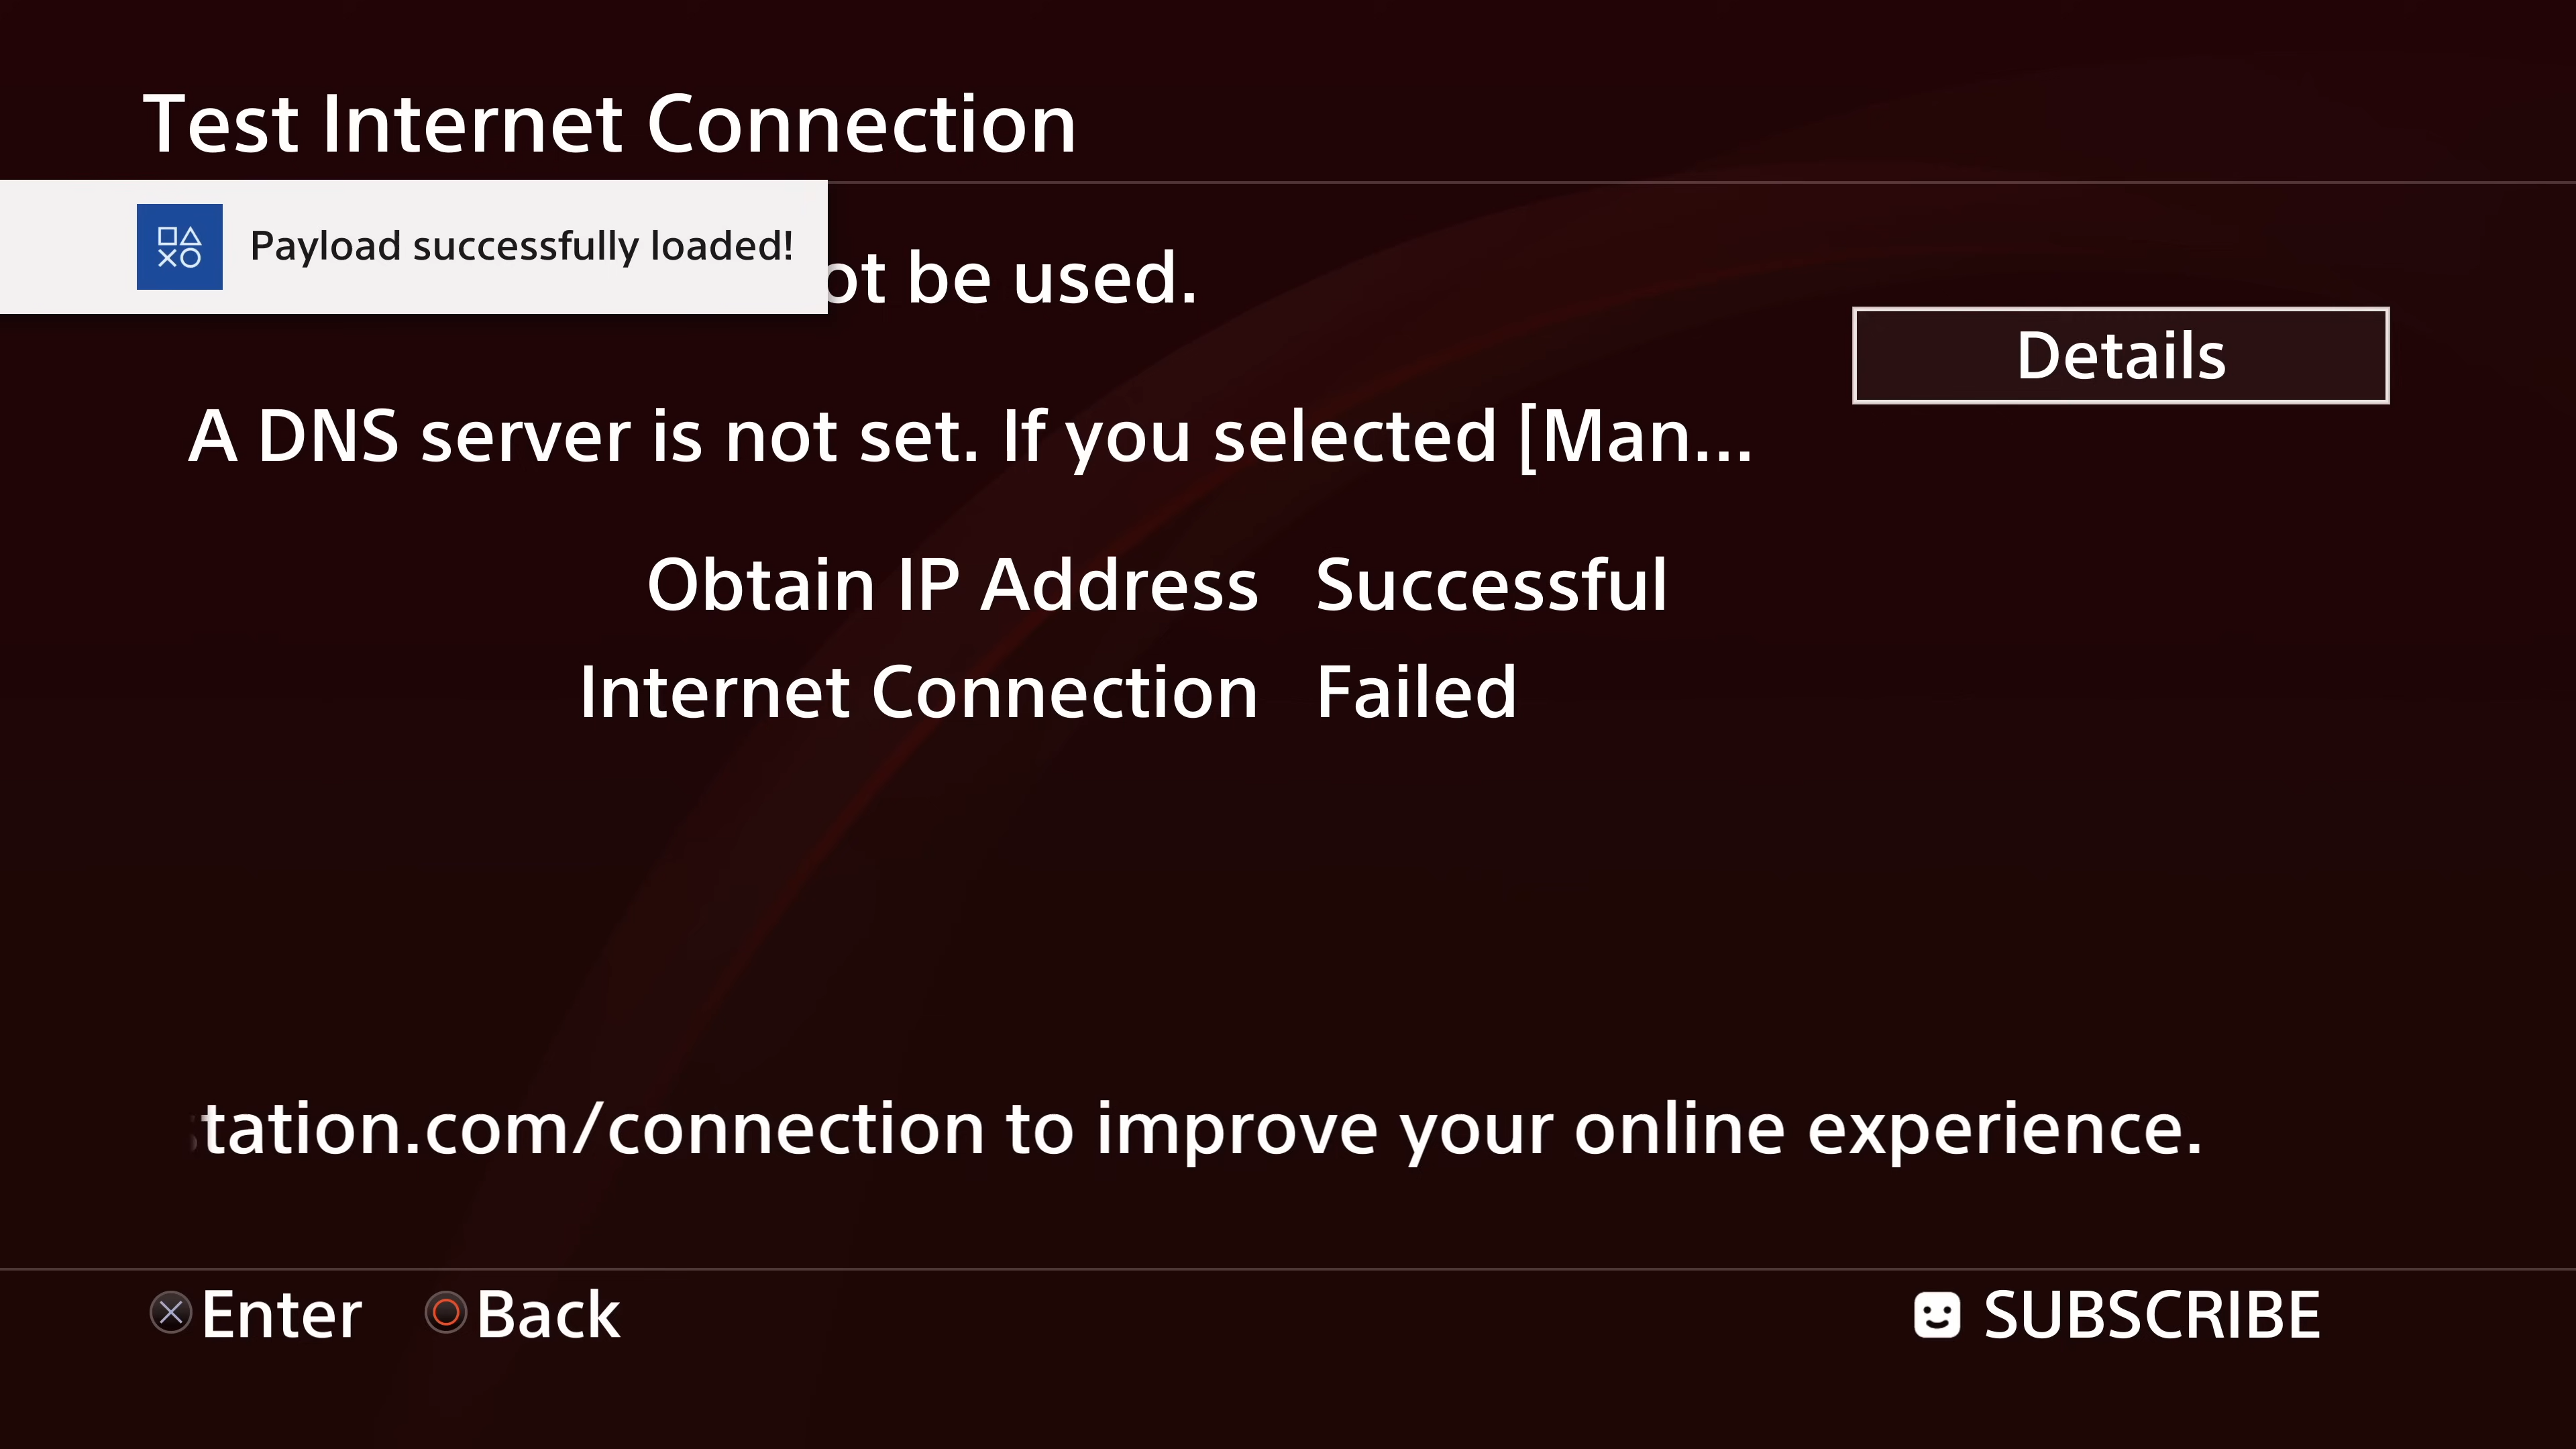 Test Internet Connection
Payload successfully loaded!
be used.
A DNS server is not set. If you selected [Man...
Details
Obtain IP Address Successful
Internet Connection Failed
tation.com/connection to improve your online experience.
Enter Back SUBSCRIBE